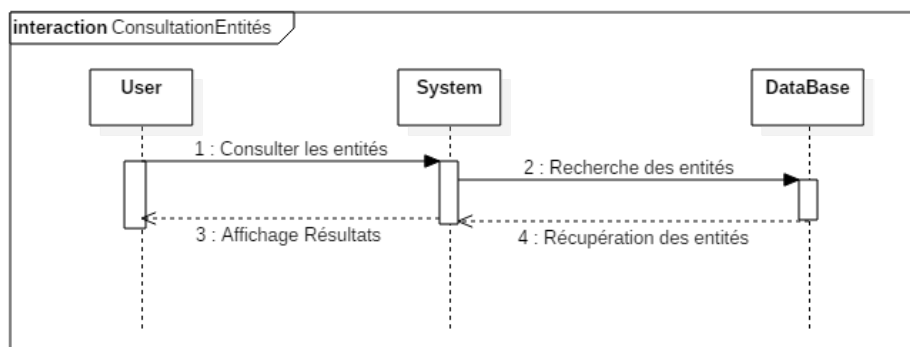 interaction ConsultationEntités
User
System
DataBase
1 : Consulter les entités
2 : Recherche des entités
3 : Affichage Résultats
4 : Récupération des entités